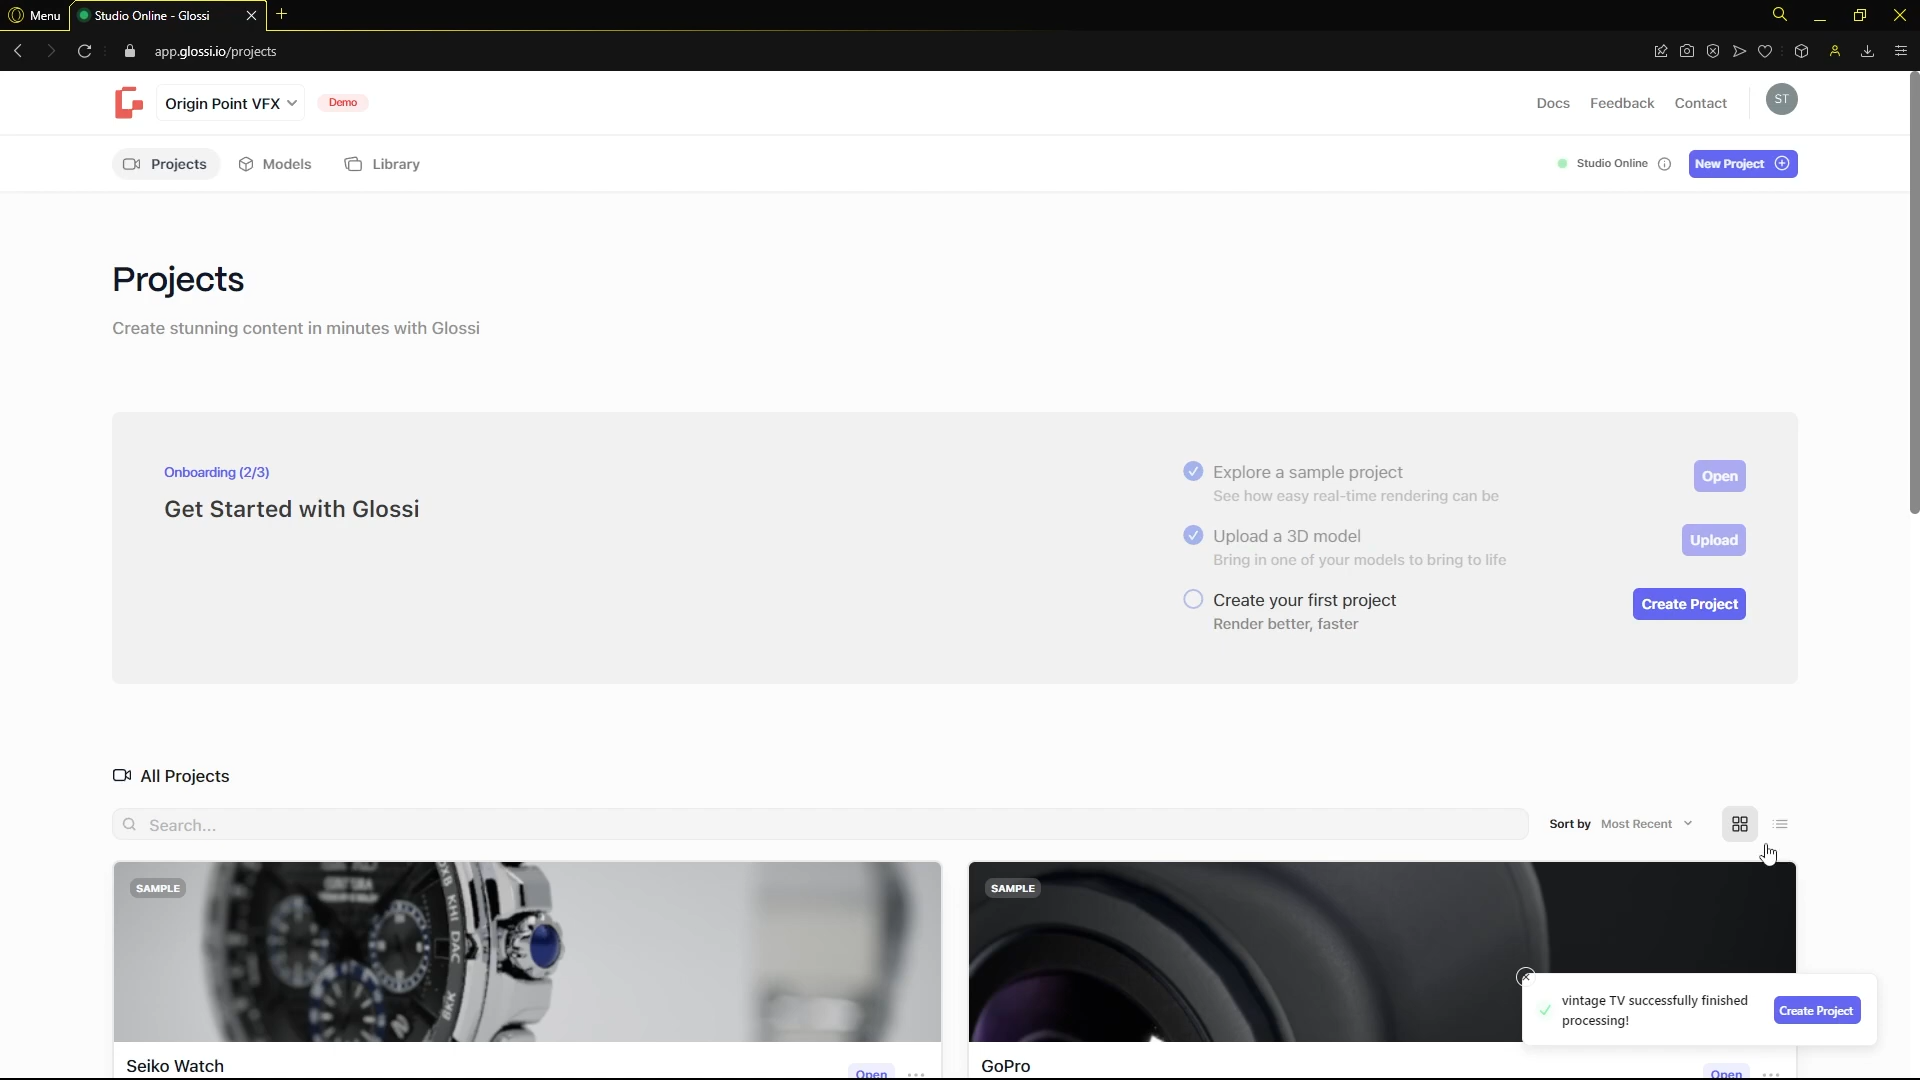 Menu
Studio Online - Glossi
app.glossi.io/projects
Origin Point VFX
Demo
Docs
Feedback
Contact
ST
Projects
Models
Library
Studio Online
New Project
Projects
Create stunning content in minutes with Glossi
Onboarding (2/3)
Get Started with Glossi
Explore a sample project
See how easy real-time rendering can be
Open
Upload a 3D model
Bring in one of your models to bring to life
Upload
Create your first project
Render better, faster
Create Project
All Projects
Search...
Sort by Most Recent
SAMPLE
SAMPLE
vintage TV successfully finished
processing!
Create Project
Seiko Watch
Open
GoPro
Open